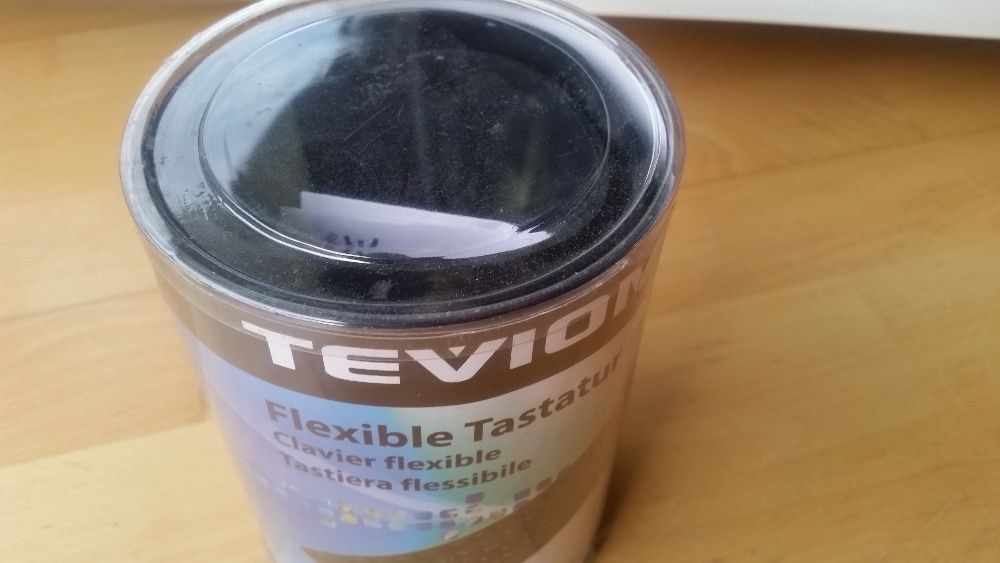 TEVION
Flexible Tastatur
Clavier flexible
Tastiera flessibile